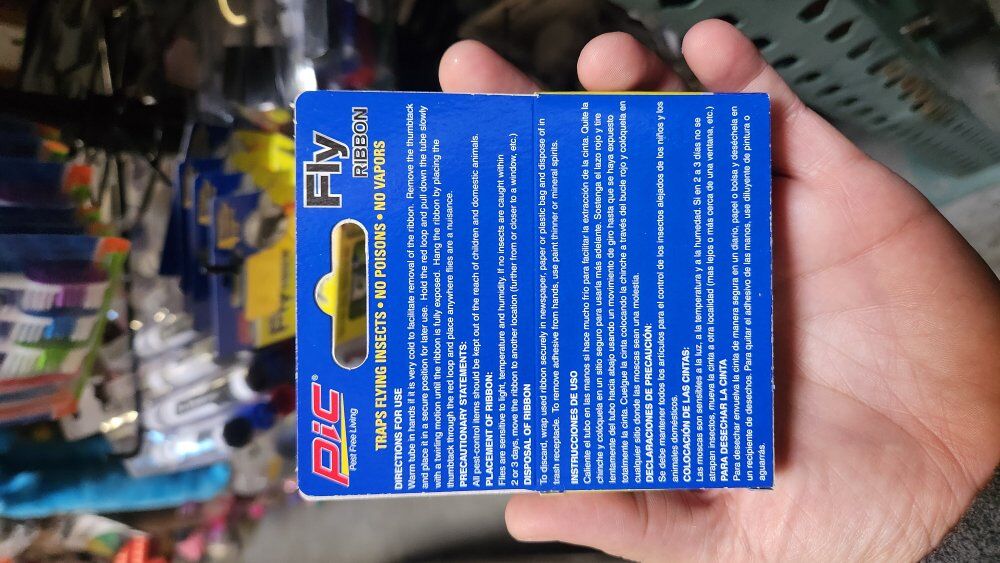 PIC®
Pest Free Living
Fly
RIBBON
TRAPS FLYING INSECTS • NO POISONS • NO VAPORS
DIRECTIONS FOR USE
Warm tube in hands if it is very cold to facilitate removal of the ribbon. Remove the thumbtack
and place it in a secure position for later use. Hold the red loop and pull down the tube slowly
with a twirling motion until the ribbon is fully exposed. Hang the ribbon by placing the
thumbtack through the red loop and place anywhere flies are a nuisance.
PRECAUTIONARY STATEMENTS:
All pest-control items should be kept out of the reach of children and domestic animals.
PLACEMENT OF RIBBON:
Flies are sensitive to light, temperature and humidity. If no insects are caught within
2 or 3 days, move the ribbon to another location (further from or closer to a window, etc.)
DISPOSAL OF RIBBON
To discard, wrap used ribbon securely in newspaper, paper or plastic bag and dispose of in
trash receptacle. To remove adhesive from hands, use paint thinner or mineral spirits.
INSTRUCCIONES DE USO
Caliente el tubo en las manos si hace mucho frío para facilitar la extracción de la cinta. Quite la
chinche y colóquela en un sitio seguro para usarla más adelante. Sostenga el lazo rojo y tire
lentamente del tubo hacia abajo usando un movimiento de giro hasta que se haya expuesto
totalmente la cinta. Cuelgue la cinta colocando la chinche a través del bucle rojo y colóquela en
cualquier sitio donde las moscas sean una molestia.
DECLARACIONES DE PRECAUCIÓN:
Se debe mantener todos los artículos para el control de los insectos alejados de los niños y los
animales domésticos.
COLOCACIÓN DE LAS CINTAS:
Las moscas son sensibles a la luz, a la temperatura y a la humedad. Si en 2 a 3 días no se
atrapan insectos, mueva la cinta a otra localidad (mas lejos o más cerca de una ventana, etc.)
PARA DESECHAR LA CINTA
Para desechar envuelva la cinta de manera segura en un diario, papel o bolsa y deséchela en
un recipiente de desechos. Para quitar el adhesivo de las manos, use diluyente de pintura o
aguarrás.